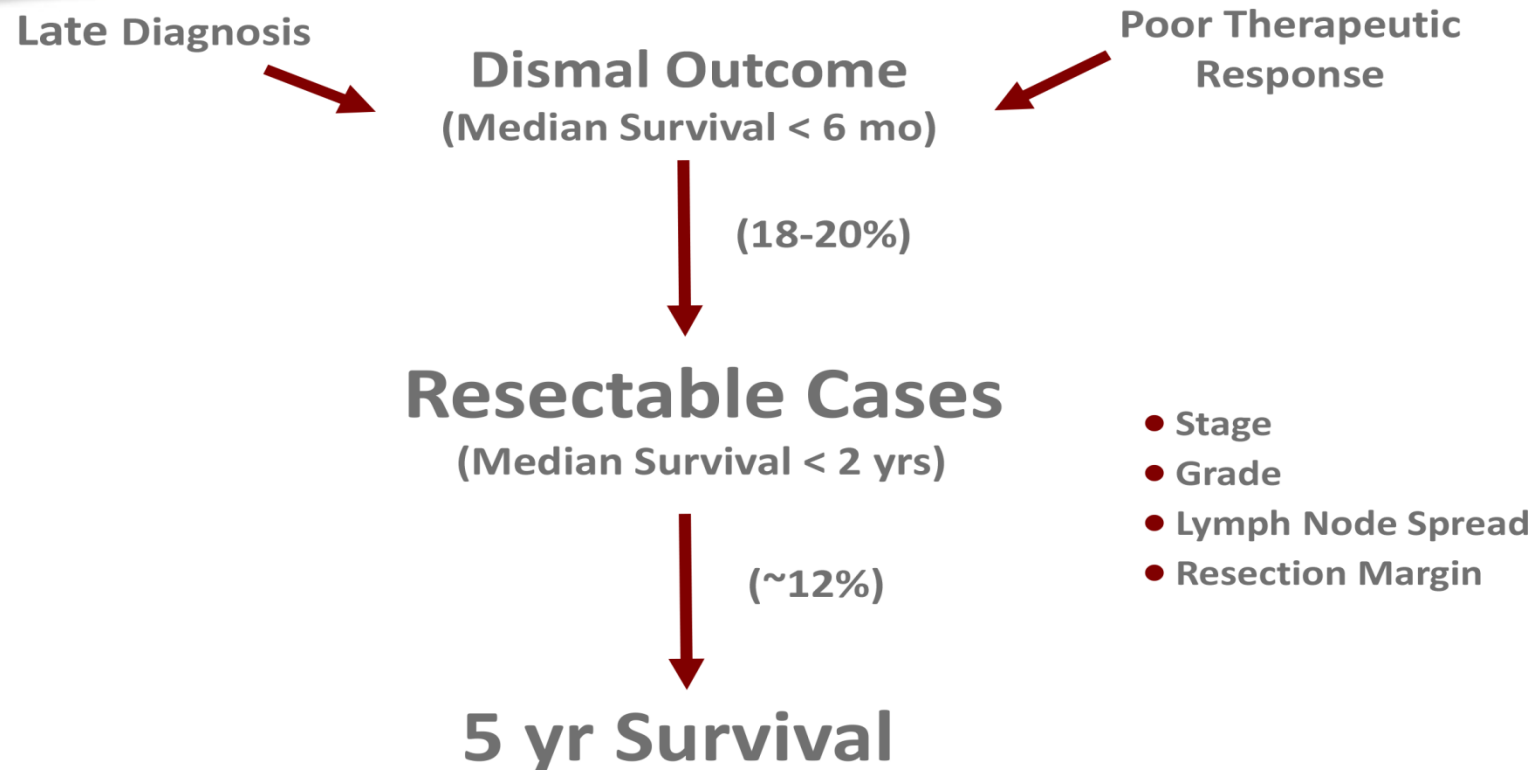 Late Diagnosis
Poor Therapeutic
Response
Dismal Outcome
(Median Survival < 6 mo)
(18-20%)
Resectable Cases
(Median Survival < 2 yrs)
• Stage
• Grade
• Lymph Node Spread
• Resection Margin
(~12%)
5 yr Survival